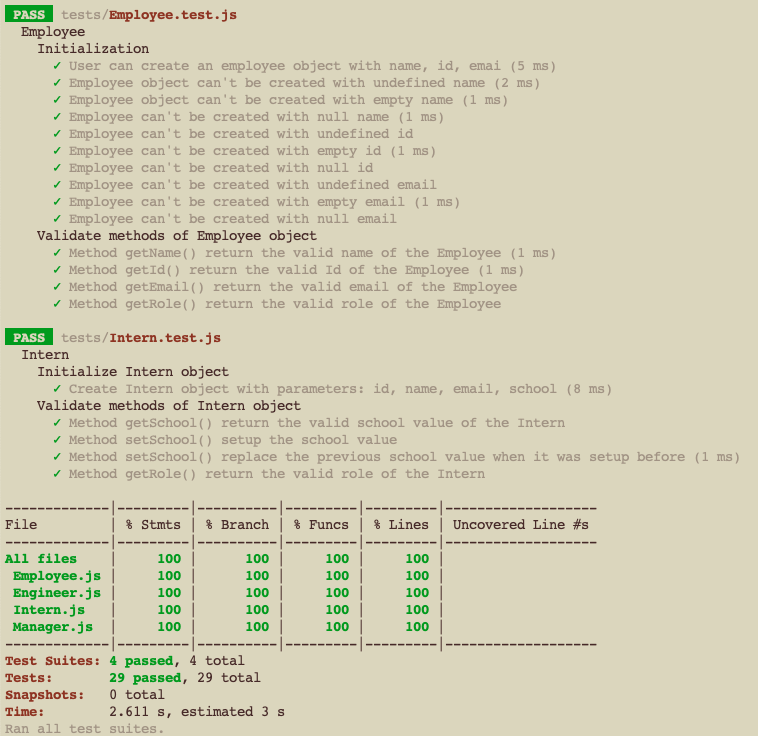 PASS tests/Employee.test.js
Employee
Initialization
✓ User can create an employee object with name, id, emai (5 ms)
✓ Employee object can't be created with undefined name (2 ms)
✓ Employee object can't be created with empty name (1 ms)
✓ Employee can't be created with null name (1 ms)
✓ Employee can't be created with undefined id
✓ Employee can't be created with empty id (1 ms)
✓ Employee can't be created with null id
✓ Employee can't be created with undefined email
✓ Employee can't be created with empty email (1 ms)
✓ Employee can't be created with null email
Validate methods of Employee object
✓ Method getName() return the valid name of the Employee (1 ms)
✓ Method getId() return the valid Id of the Employee (1 ms)
✓ Method getEmail() return the valid email of the Employee
✓ Method getRole() return the valid role of the Employee
PASS tests/Intern.test.js
Intern
Initialize Intern object
✓ Create Intern object with parameters: id, name, email, school (8 ms)
Validate methods of Intern object
✓ Method getSchool() return the valid school value of the Intern
✓ Method setSchool() setup the school value
✓ Method setSchool() replace the previous school value when it was setup before (1 ms)
✓ Method getRole() return the valid role of the Intern
-------------|---------|----------|---------|---------|-------------------
File | % Stmts | % Branch | % Funcs | % Lines | Uncovered Line #s
-------------|---------|----------|---------|---------|-------------------
All files | 100 | 100 | 100 | 100 |
Employee.js | 100 | 100 | 100 | 100 |
Engineer.js | 100 | 100 | 100 | 100 |
Intern.js | 100 | 100 | 100 | 100 |
Manager.js | 100 | 100 | 100 | 100 |
-------------|---------|----------|---------|---------|-------------------
Test Suites: 4 passed, 4 total
Tests: 29 passed, 29 total
Snapshots: 0 total
Time: 2.611 s, estimated 3 s
Ran all test suites.